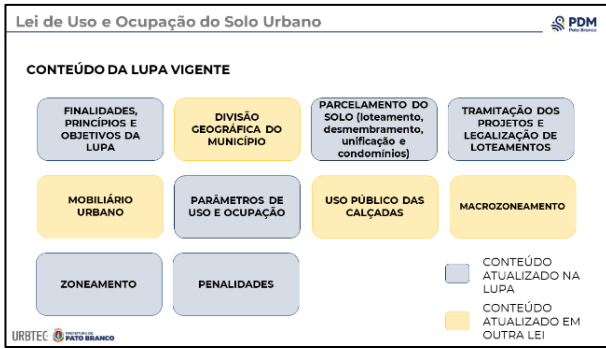 Lei de Uso e Ocupação do Solo Urbano
PDM
Pato Branco
CONTEÚDO DA LUPA VIGENTE
FINALIDADES,
PRINCÍPIOS E
OBJETIVOS DA
LUPA
DIVISÃO
GEOGRÁFICA DO
MUNICÍPIO
PARCELAMENTO DO
SOLO (loteamento,
desmembramento,
unificação e
condomínios)
TRAMITAÇÃO DOS
PROJETOS E
LEGALIZAÇÃO DE
LOTEAMENTOS
MOBILIÁRIO
URBANO
PARÂMETROS DE
USO E OCUPAÇÃO
USO PÚBLICO DAS
CALÇADAS
MACROZONEAMENTO
ZONEAMENTO
PENALIDADES
CONTEÚDO
ATUALIZADO NA
LUPA
CONTEÚDO
ATUALIZADO EM
OUTRA LEI
URBTEC
PREFEITURA DE
PATO BRANCO